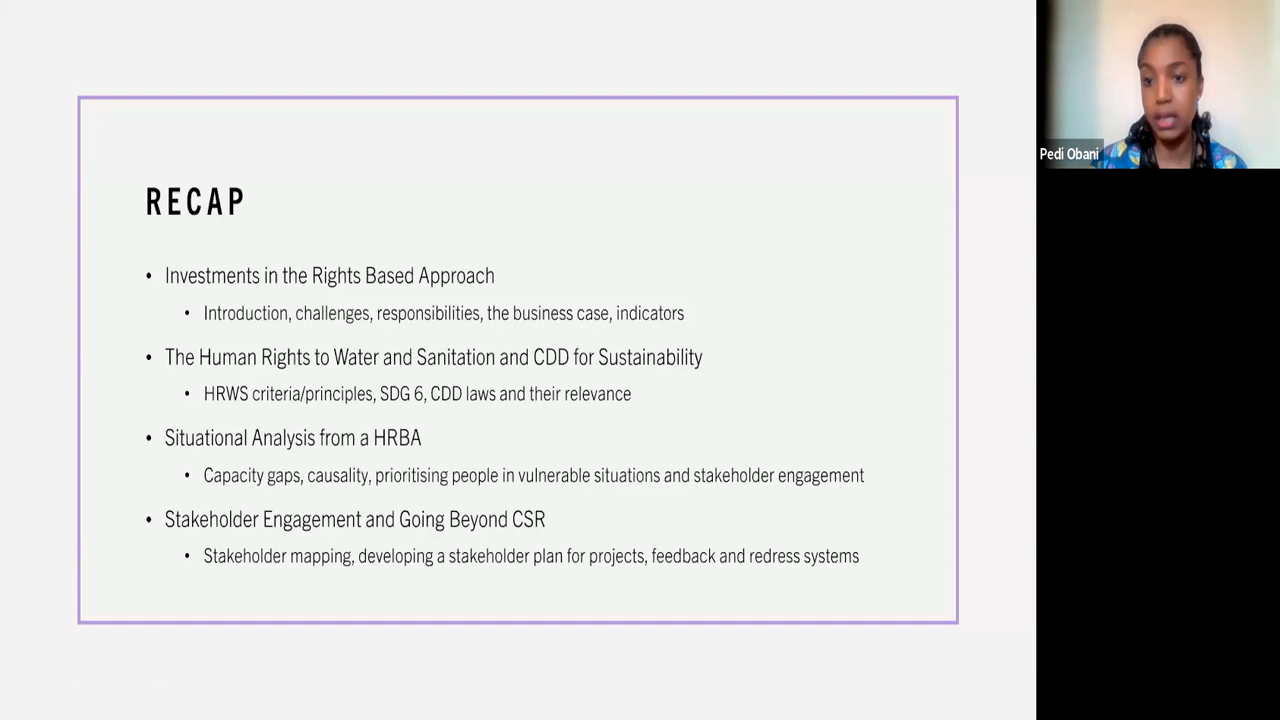 RECAP
• Investments in the Rights Based Approach
• Introduction, challenges, responsibilities, the business case, indicators
• The Human Rights to Water and Sanitation and CDD for Sustainability
• HRWS criteria/principles, SDG 6, CDD laws and their relevance
• Situational Analysis from a HRBA
• Capacity gaps, causality, prioritising people in vulnerable situations and stakeholder engagement
• Stakeholder Engagement and Going Beyond CSR
• Stakeholder mapping, developing a stakeholder plan for projects, feedback and redress systems
Pedi Obani